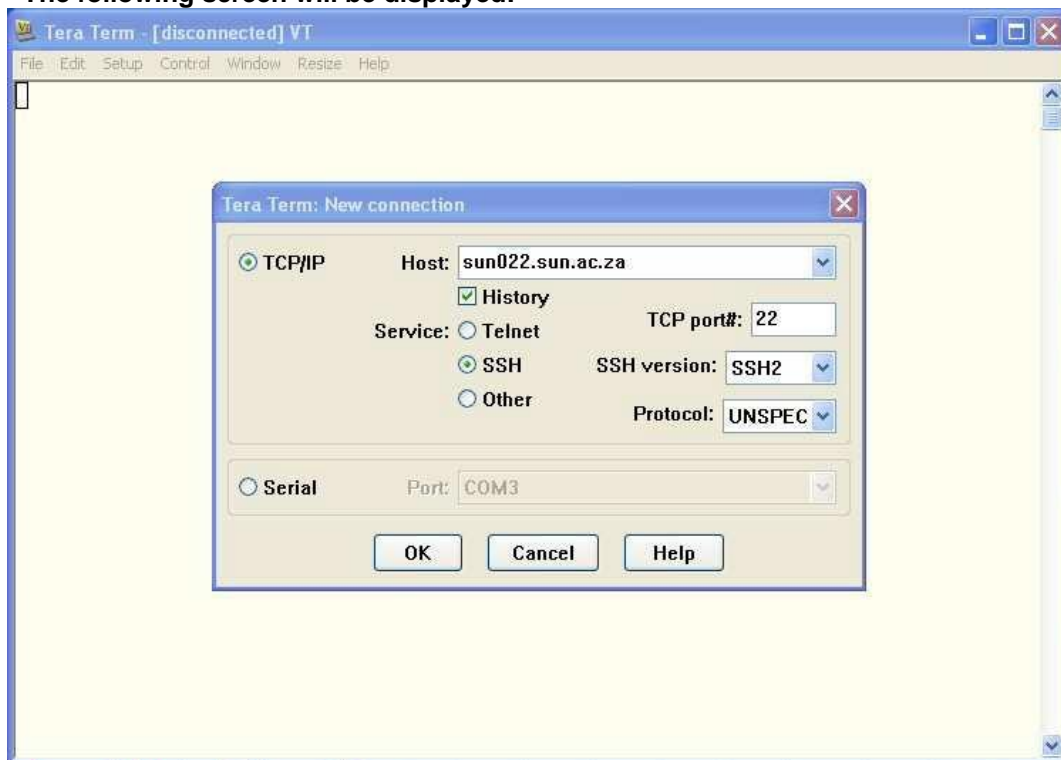 The following screen will be displayed:
Tera Term - [disconnected] VT
File Edit Setup Control Window Resize Help
Tera Term: New connection
TCP/IP Host: sun022.sun.ac.za
History
Service: Telnet TCP port#: 22
SSH SSH version: SSH2
Other Protocol: UNSPEC
Serial Port: COM3
OK Cancel Help